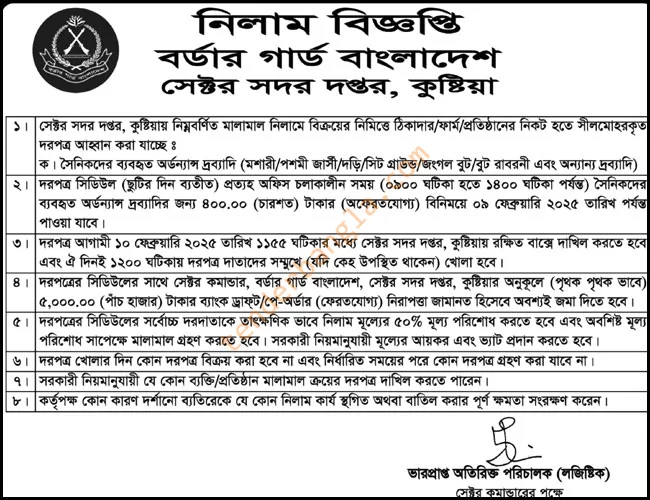 নিলাম বিজ্ঞপ্তি
বর্ডার গার্ড বাংলাদেশ
সেক্টর সদর দপ্তর, কুষ্টিয়া
বর্ডার গার্ড বাংলাদেশ
১। সেক্টর সদর দপ্তর, কুষ্টিয়ায় নিম্নবর্ণিত মালামাল নিলামে বিক্রয়ের নিমিত্তে ঠিকাদার/ফার্ম/প্রতিষ্ঠানের নিকট হতে সীলমোহরকৃত
দরপত্র আহ্বান করা যাচ্ছে ঃ
ক। সৈনিকদের ব্যবহৃত অর্ডন্যান্স দ্রব্যাদি (মশারী/পশমী জার্সী/দড়ি/সিট গ্রাউন্ড/জংগল বুট/বুট রাবরনী এবং অন্যান্য দ্রব্যাদি)
২। দরপত্র সিডিউল (ছুটির দিন ব্যতীত) প্রত্যহ অফিস চলাকালীন সময় (০৯০০ ঘটিকা হতে ১৪০০ ঘটিকা পর্যন্ত) সৈনিকদের
ব্যবহৃত অর্ডন্যান্স দ্রব্যাদির জন্য ৪০০.০০ (চারশত) টাকার (অফেরতযোগ্য) বিনিময়ে ০৯ ফেব্রুয়ারি ২০২৫ তারিখ পর্যন্ত
পাওয়া যাবে।
৩। দরপত্র আগামী ১০ ফেব্রুয়ারি ২০২৫ তারিখ ১১৫৫ ঘটিকার মধ্যে সেক্টর সদর দপ্তর, কুষ্টিয়ায় রক্ষিত বাক্সে দাখিল করতে হবে
এবং ঐ দিনই ১২০০ ঘটিকায় দরপত্র দাতাদের সম্মুখে (যদি কেহ উপস্থিত থাকেন) খোলা হবে।
৪। দরপত্রের সিডিউলের সাথে সেক্টর কমান্ডার, বর্ডার গার্ড বাংলাদেশ, সেক্টর সদর দপ্তর, কুষ্টিয়ার অনুকূলে (পৃথক পৃথক ভাবে)
৫,০০০.০০ (পাঁচ হাজার) টাকার ব্যাংক ড্রাফ্ট/পে-অর্ডার (ফেরতযোগ্য) নিরাপত্তা জামানত হিসেবে অবশ্যই জমা দিতে হবে।
৫। দরপত্রের সিডিউলের সর্বোচ্চ দরদাতাকে তাৎক্ষণিক ভাবে নিলাম মূল্যের ৫০% মূল্য পরিশোধ করতে হবে এবং অবশিষ্ট মূল্য
পরিশোধ সাপেক্ষে মালামাল গ্রহণ করতে হবে। সরকারী নিয়মানুযায়ী মূল্যের আয়কর এবং ভ্যাট প্রদান করতে হবে।
৬। দরপত্র খোলার দিন কোন দরপত্র বিক্রয় করা হবে না এবং নির্ধারিত সময়ের পরে কোন দরপত্র গ্রহণ করা যাবে না।
৭। সরকারী নিয়মানুযায়ী যে কোন ব্যক্তি/প্রতিষ্ঠান মালামাল ক্রয়ের দরপত্র দাখিল করতে পারেন।
৮। কর্তৃপক্ষ কোন কারণ দর্শানো ব্যতিরেকে যে কোন নিলাম কার্য স্থগিত অথবা বাতিল করার পূর্ণ ক্ষমতা সংরক্ষণ করেন।
ভারপ্রাপ্ত অতিরিক্ত পরিচালক (লজিষ্টিক)
সেক্টর কমান্ডারের পক্ষে